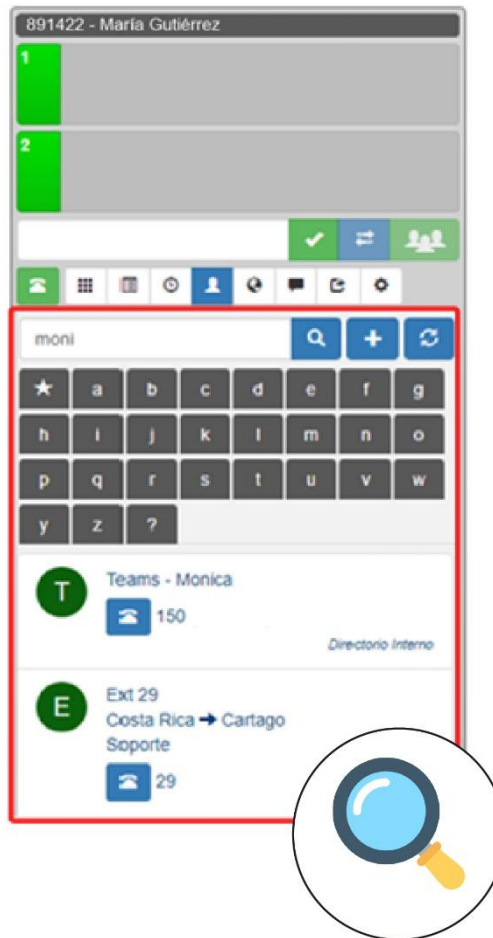 891422 - María Gutiérrez
1
2
moni
a b c d e f g
h i j k l m n o
p q r s t u v w
y z ?
Teams - Monica
150
Directorio Interno
Ext 29
Costa Rica → Cartago
Soporte
29
T
E